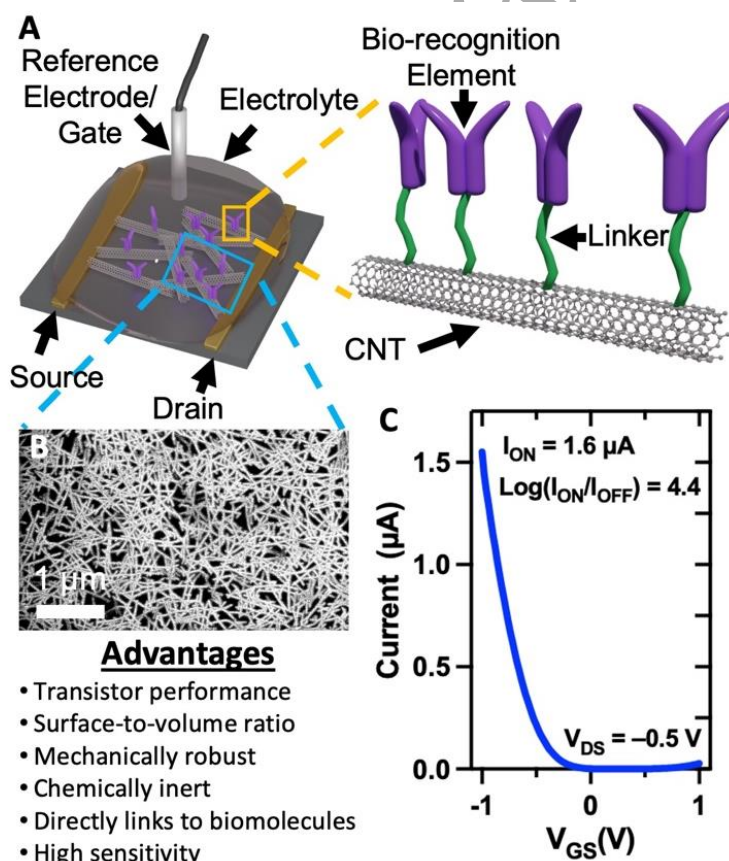 A
Reference
Electrode/
Gate
Electrolyte
Bio-recognition
Element
Linker
CNT
Source
Drain
B
1 μm
Advantages
• Transistor performance
• Surface-to-volume ratio
• Mechanically robust
• Chemically inert
• Directly links to biomolecules
• High sensitivity
C
I_ON = 1.6 μA
Log(I_ON/I_OFF) = 4.4
V_DS = –0.5 V
Current (μA)
1.5
1.0
0.5
0.0
-1 0 1
V_GS(V)